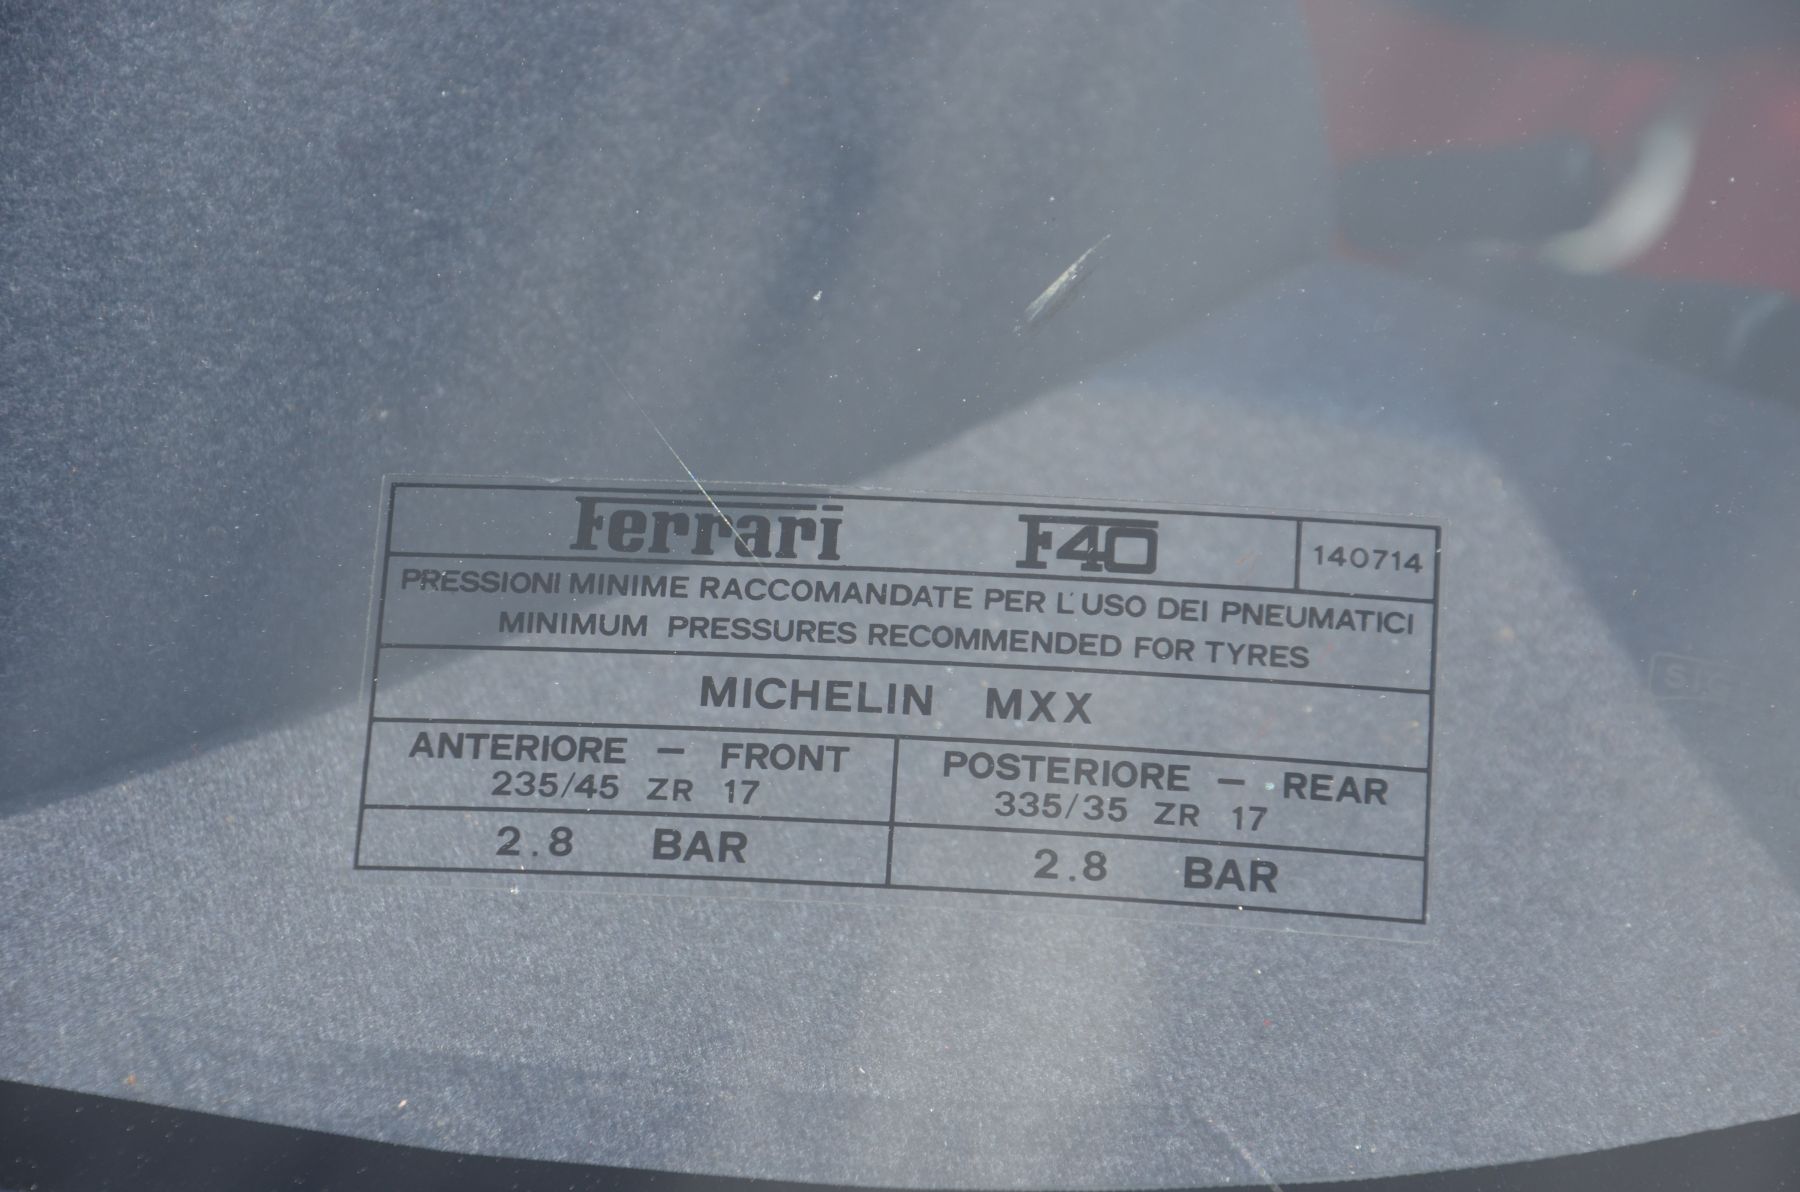 Ferrari F40 140714
PRESSIONI MINIME RACCOMANDATE PER L'USO DEI PNEUMATICI
MINIMUM PRESSURES RECOMMENDED FOR TYRES
MICHELIN MXX
ANTERIORE - FRONT
235/45 ZR 17
POSTERIORE - REAR
335/35 ZR 17
2.8 BAR
2.8 BAR